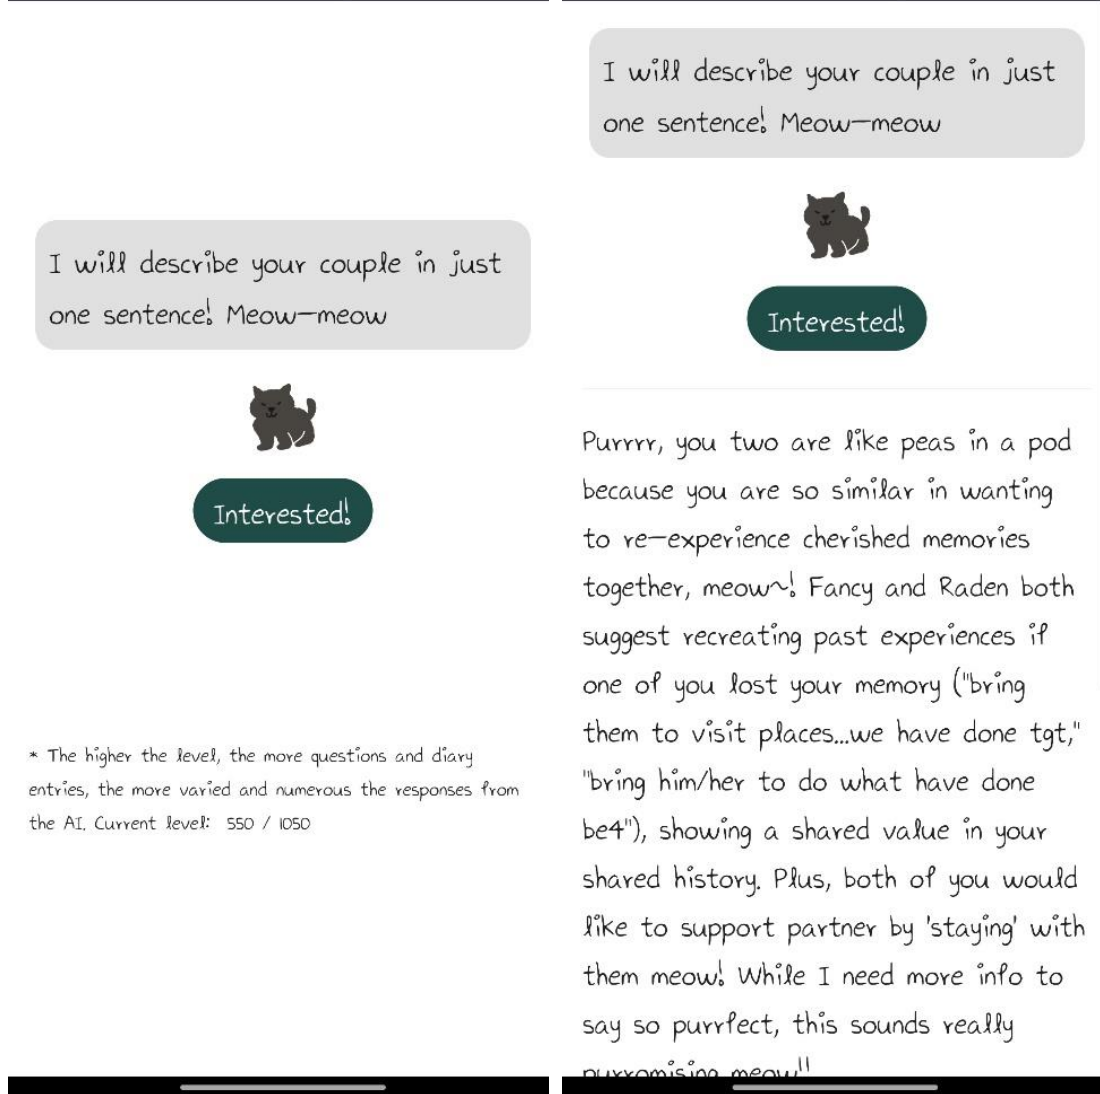 I will describe your couple in just
one sentence! Meow-meow
Interested!
* The higher the level, the more questions and diary
entries, the more varied and numerous the responses from
the AI. Current level: 550 / 1050
I will describe your couple in just
one sentence! Meow-meow
Interested!
Purrrr, you two are like peas in a pod
because you are so similar in wanting
to re-experience cherished memories
together, meow~! Fancy and Raden both
suggest recreating past experiences if
one of you lost your memory ("bring
them to visit places...we have done tgt,"
"bring him/her to do what have done
be4"), showing a shared value in your
shared history. Plus, both of you would
like to support partner by 'staying' with
them meow! While I need more info to
say so purrfect, this sounds really
purromising meow!!